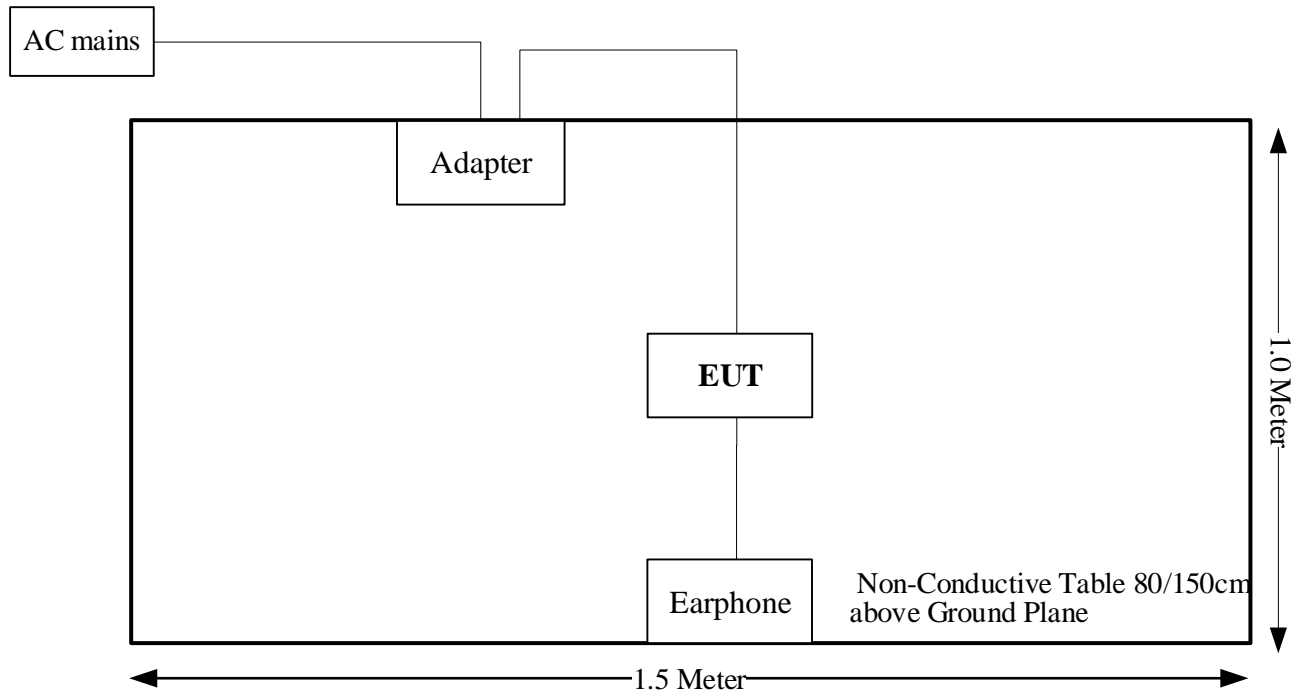 AC mains
Adapter
EUT
1.0 Meter
Earphone
Non-Conductive Table 80/150cm
above Ground Plane
1.5 Meter